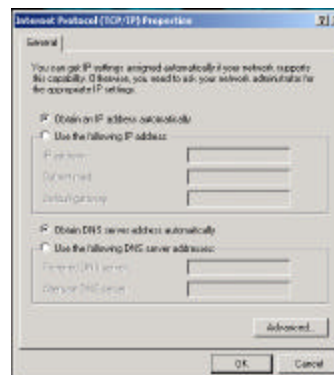 Internet Protocol (TCP/IP) Properties
General
You can get IP settings assigned automatically if your network supports
this capability. Otherwise, you need to ask your network administrator for
the appropriate IP settings.
Obtain an IP address automatically
Use the following IP address:
IP address:
Subnet mask:
Default gateway:
Obtain DNS server address automatically
Use the following DNS server addresses:
Preferred DNS server:
Alternate DNS server:
Advanced...
OK
Cancel